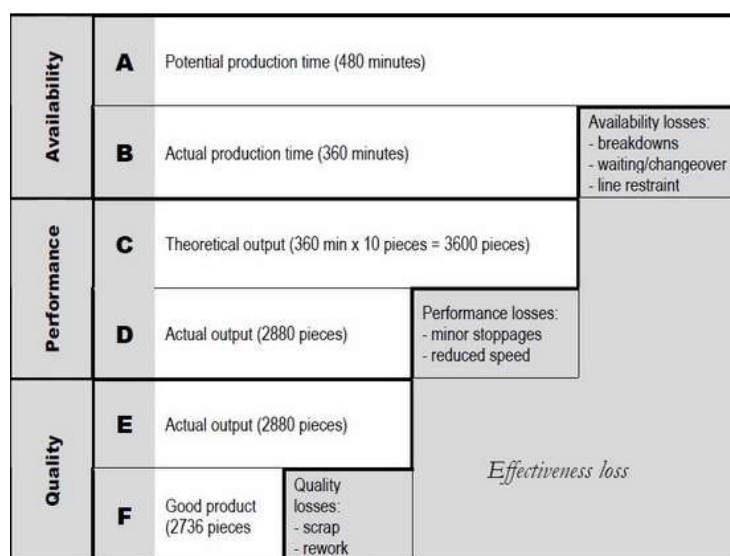 Availability
A
Potential production time (480 minutes)
B
Actual production time (360 minutes)
Availability losses:
- breakdowns
- waiting/changeover
- line restraint
Performance
C
Theoretical output (360 min x 10 pieces = 3600 pieces)
D
Actual output (2880 pieces)
Performance losses:
- minor stoppages
- reduced speed
Quality
E
Actual output (2880 pieces)
F
Good product
(2736 pieces
Quality
losses:
- scrap
- rework
Effectiveness loss